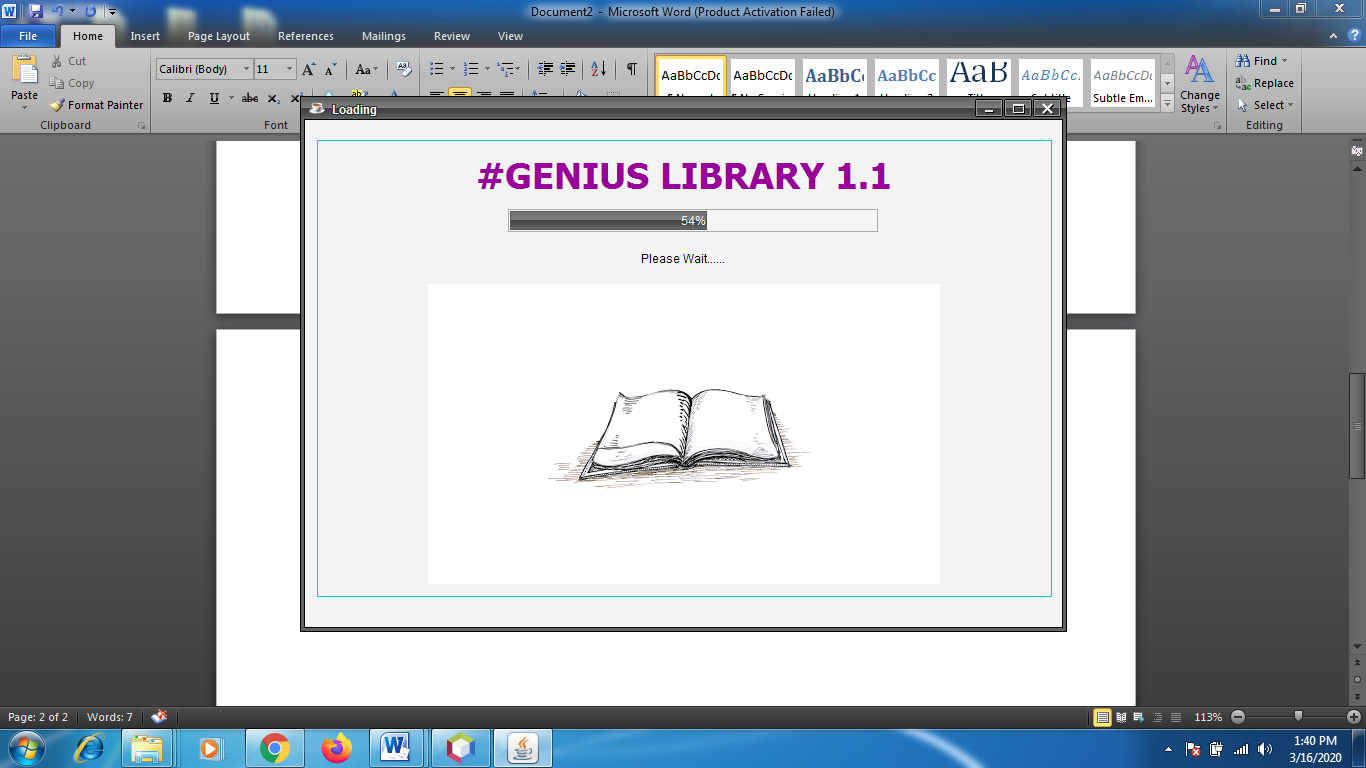 Document2 - Microsoft Word (Product Activation Failed)
File Home Insert Page Layout References Mailings Review View
Paste
Cut
Copy
Format Painter
Clipboard
Calibri (Body) 11
Font
AaBbCcDc AaBbCcDc AaBbCc AaBbCc AaB AaBbCc. AaBbCcDc
Subtle Em...
Change
Styles
Find
Replace
Select
Editing
Loading
#GENIUS LIBRARY 1.1
54%
Please Wait......
Page: 2 of 2 Words: 7
113%
1:40 PM
3/16/2020